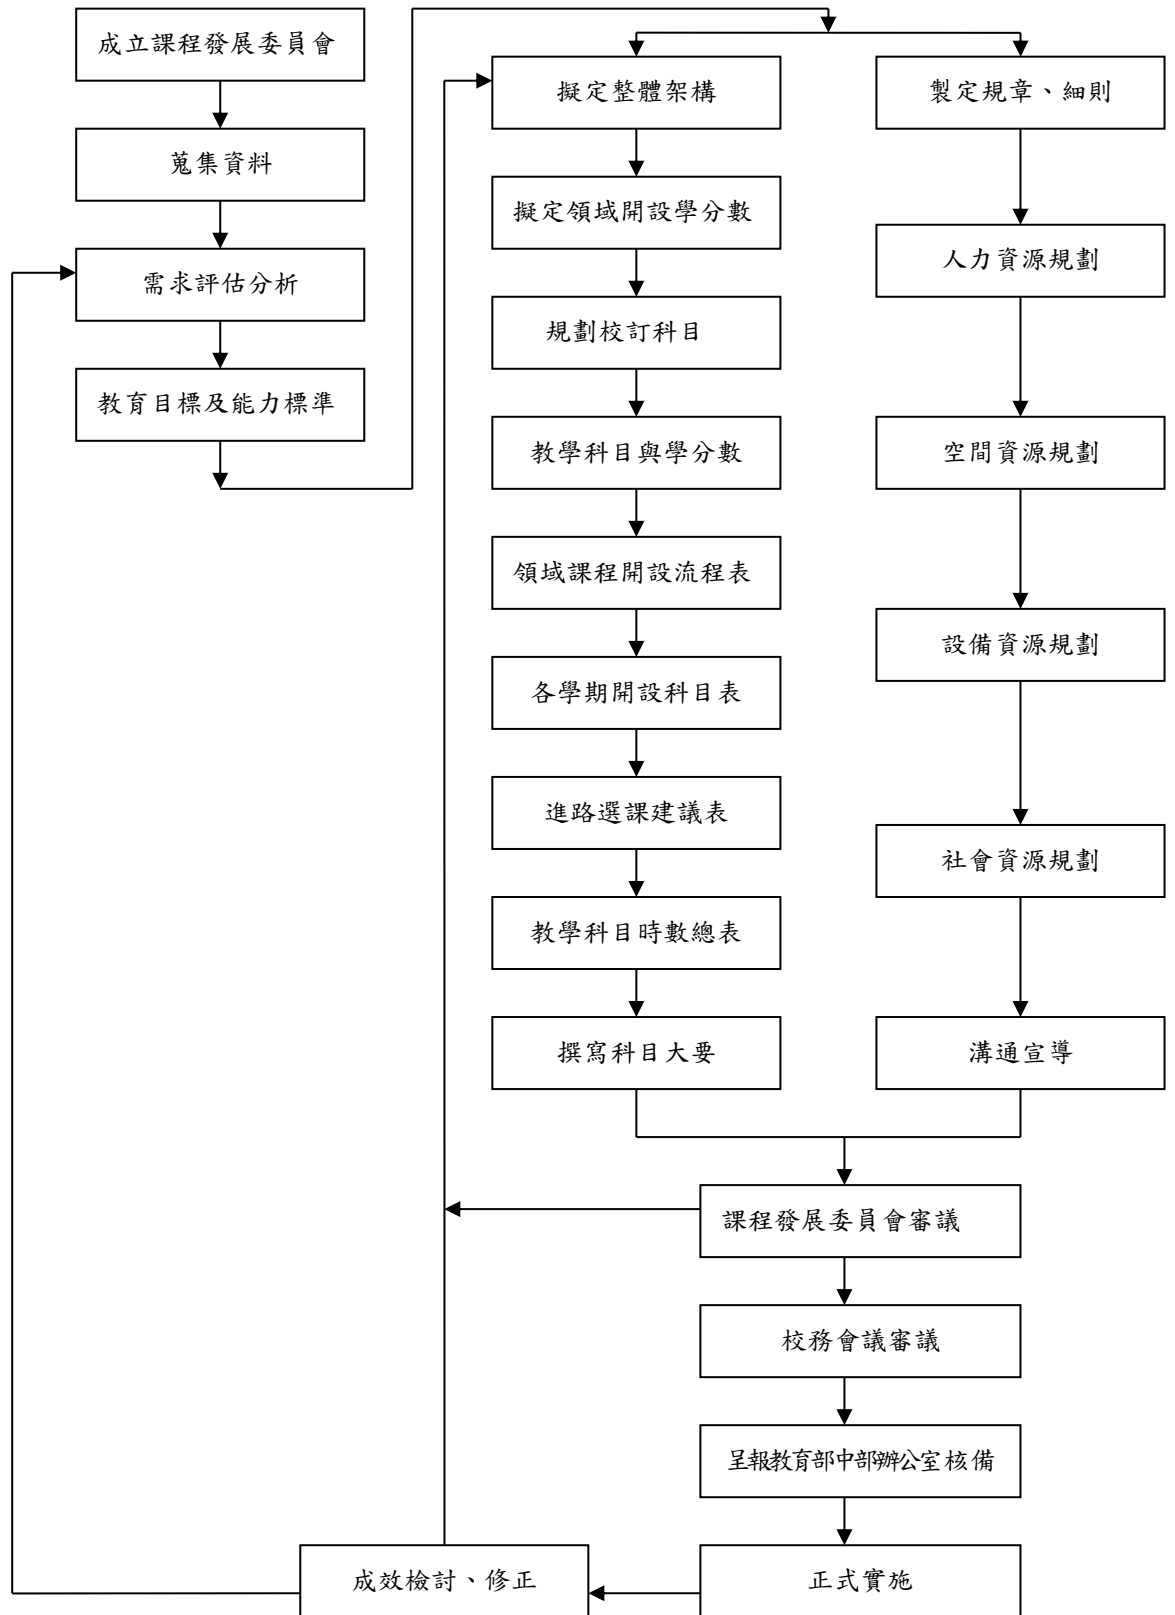 成立課程發展委員會
蒐集資料
需求評估分析
教育目標及能力標準
擬定整體架構
擬定領域開設學分數
規劃校訂科目
教學科目與學分數
領域課程開設流程表
各學期開設科目表
進路選課建議表
教學科目時數總表
撰寫科目大要
製定規章、細則
人力資源規劃
空間資源規劃
設備資源規劃
社會資源規劃
溝通宣導
課程發展委員會審議
校務會議審議
呈報教育部中部辦公室核備
正式實施
成效檢討、修正